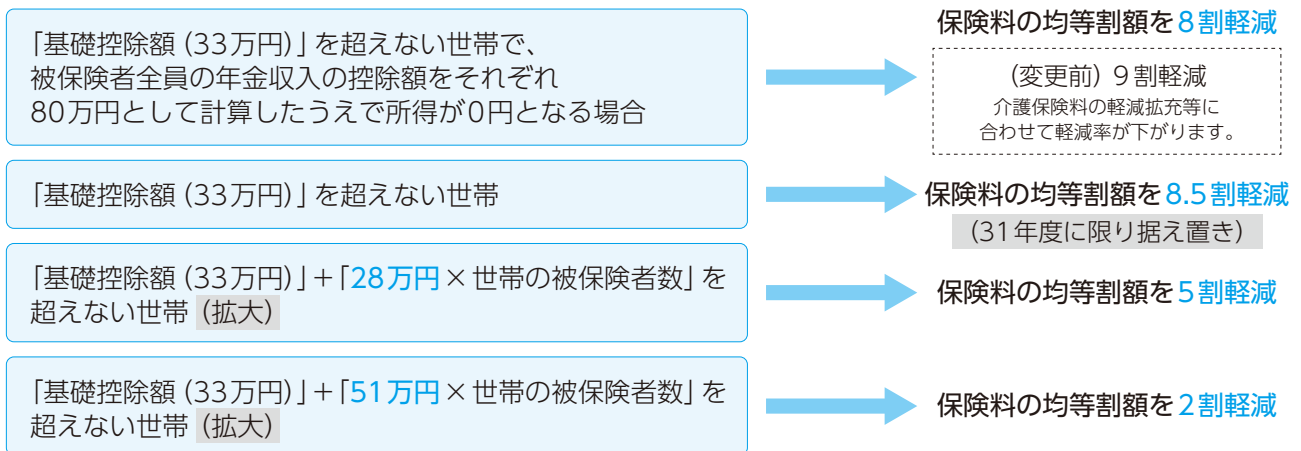 「基礎控除額（33万円）」を超えない世帯で、
被保険者全員の年金収入の控除額をそれぞれ
80万円として計算したうえで所得が0円となる場合
保険料の均等割額を8割軽減
（変更前）9割軽減
介護保険料の軽減拡充等に
合わせて軽減率が下がります。
「基礎控除額（33万円）」を超えない世帯
保険料の均等割額を8.5割軽減
（31年度に限り据え置き）
「基礎控除額（33万円）」＋「28万円×世帯の被保険者数」を
超えない世帯（拡大）
保険料の均等割額を5割軽減
「基礎控除額（33万円）」＋「51万円×世帯の被保険者数」を
超えない世帯（拡大）
保険料の均等割額を2割軽減